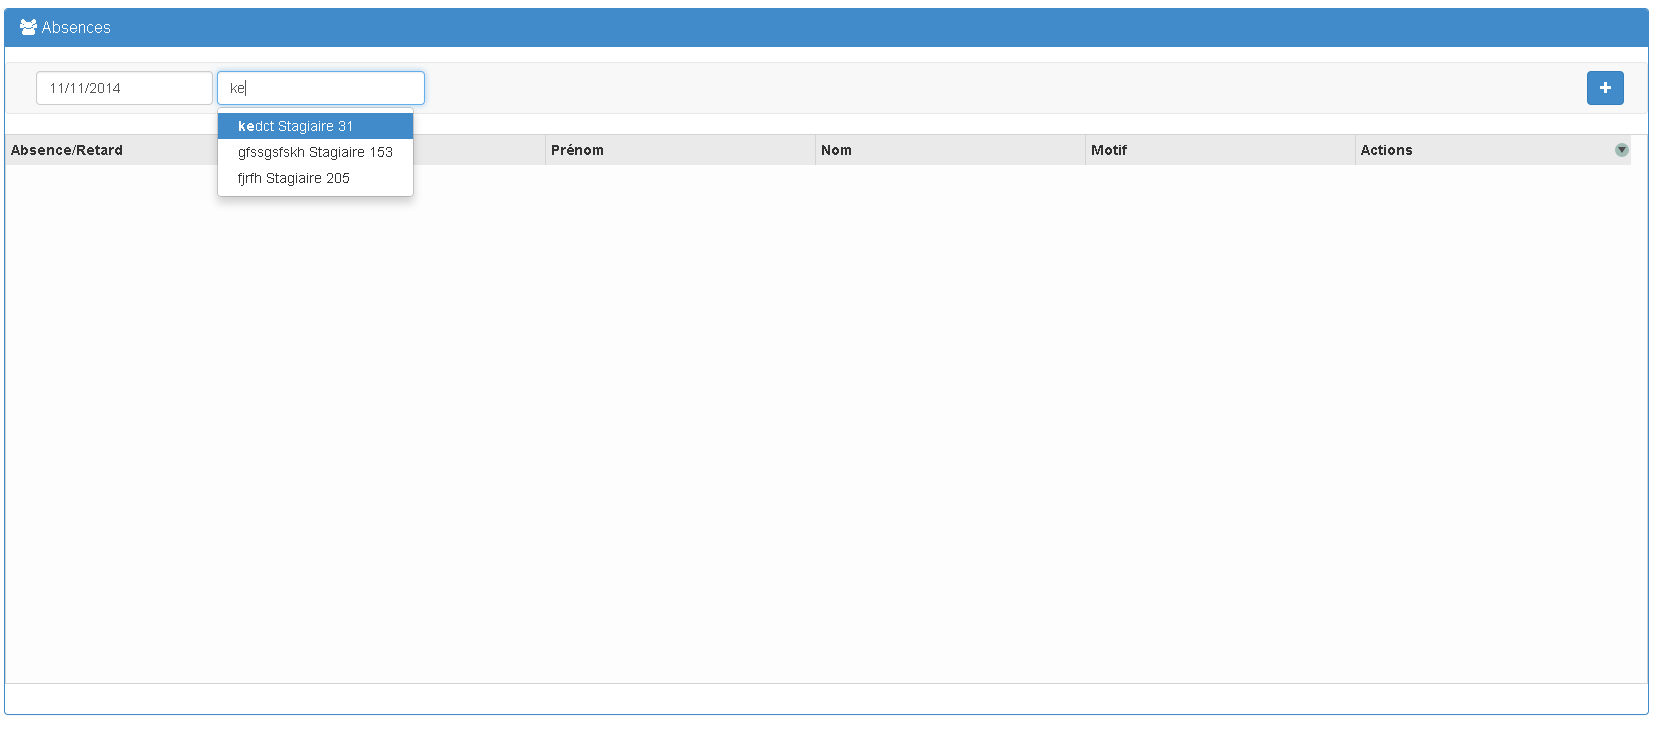 Absences
11/11/2014
ke
kedct Stagiaire 31
gfssgsfskh Stagiaire 153
fjrfh Stagiaire 205
Absence/Retard
Prénom
Nom
Motif
Actions